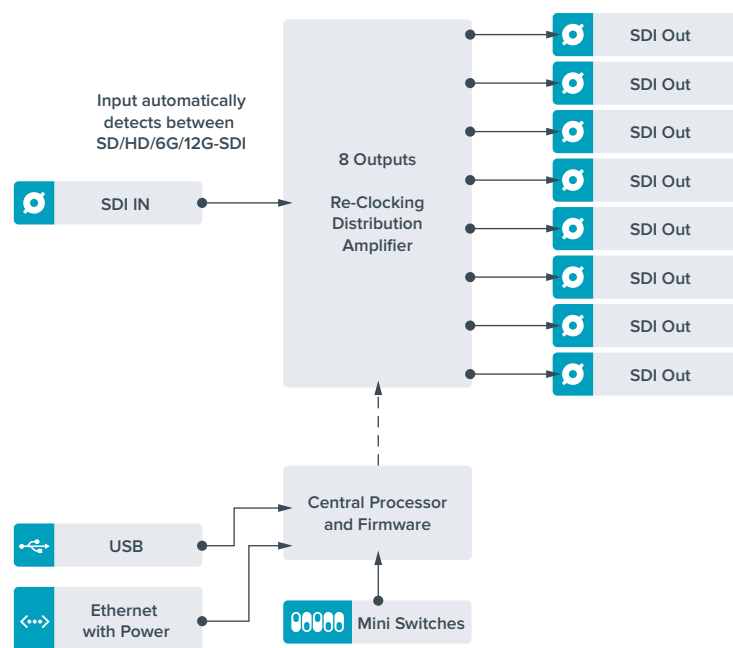 Input automatically
detects between
SD/HD/6G/12G-SDI
SDI IN
8 Outputs
Re-Clocking
Distribution
Amplifier
SDI Out
SDI Out
SDI Out
SDI Out
SDI Out
SDI Out
SDI Out
SDI Out
Central Processor
and Firmware
USB
Ethernet
with Power
Mini Switches